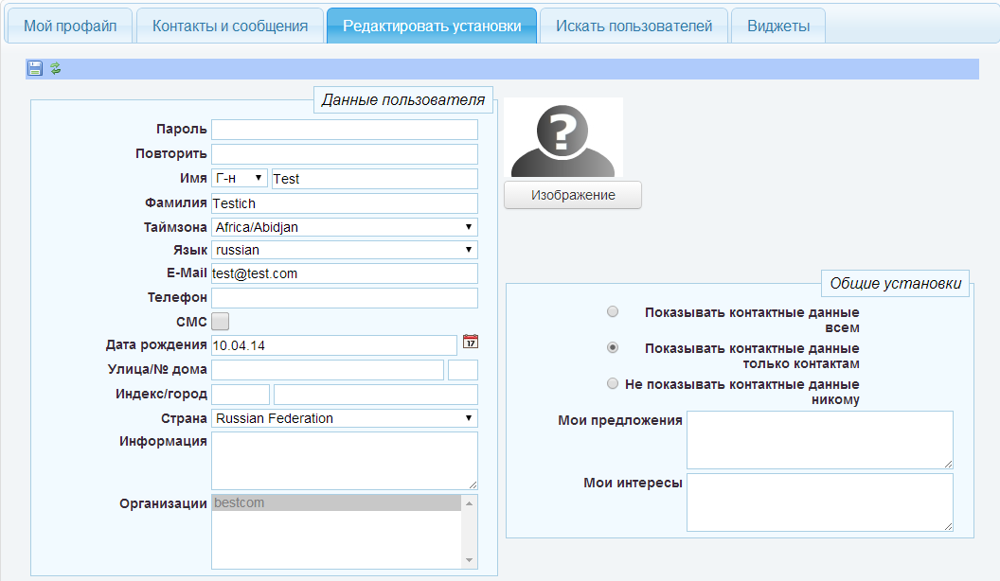 Мой профайл
Контакты и сообщения
Редактировать установки
Искать пользователей
Виджеты
Данные пользователя
Пароль
Повторить
Имя Г-н Test
Фамилия Testich
Таймзона Africa/Abidjan
Язык russian
E-Mail test@test.com
Телефон
СМС
Дата рождения 10.04.14 17
Улица/№ дома
Индекс/город
Страна Russian Federation
Информация
Организации bestcom
?
Изображение
Общие установки
Показывать контактные данные
всем
Показывать контактные данные
только контактам
Не показывать контактные данные
никому
Мои предложения
Мои интересы